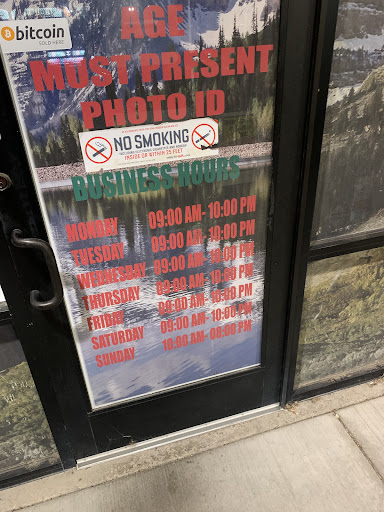 bitcoin
SOLD HERE
AGE
MUST PRESENT
PHOTO ID
NO SMOKING
INSIDE OR WITHIN 25 FEET
BUSINESS HOURS
MONDAY 09:00 AM- 10:00 PM
TUESDAY 09:00 AM- 10:00 PM
WEDNESDAY 09:00 AM- 10:00 PM
THURSDAY 09:00 AM- 10:00 PM
FRIDAY 09:00 AM- 10:00 PM
SATURDAY 09:00 AM- 10:00 PM
SUNDAY 10:00 AM- 08:00 PM